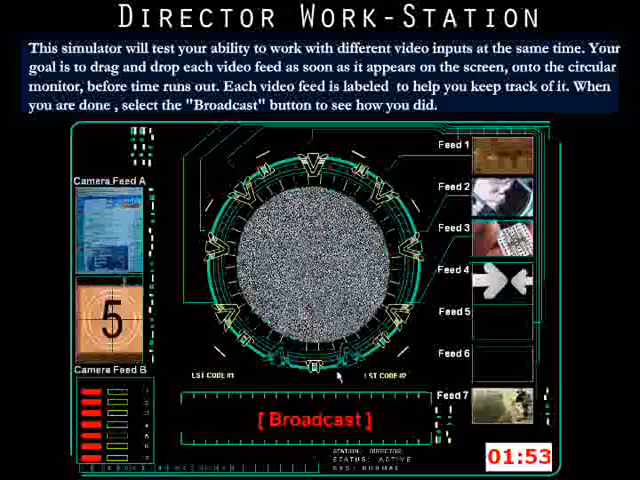 DIRECTOR WORK-STATION
This simulator will test your ability to work with different video inputs at the same time. Your
goal is to drag and drop each video feed as soon as it appears on the screen, onto the circular
monitor, before time runs out. Each video feed is labeled to help you keep track of it. When
you are done , select the "Broadcast" button to see how you did.
Feed 1
Camera Feed A
Feed 2
Feed 3
Feed 4
Feed 5
5
Feed 6
Camera Feed B
LST CODE #1
LST CODE #2
Feed 7
[ Broadcast ]
01:53
STATION DIRECTOR
STATUS: ACTIVE
SYS: NORMAL